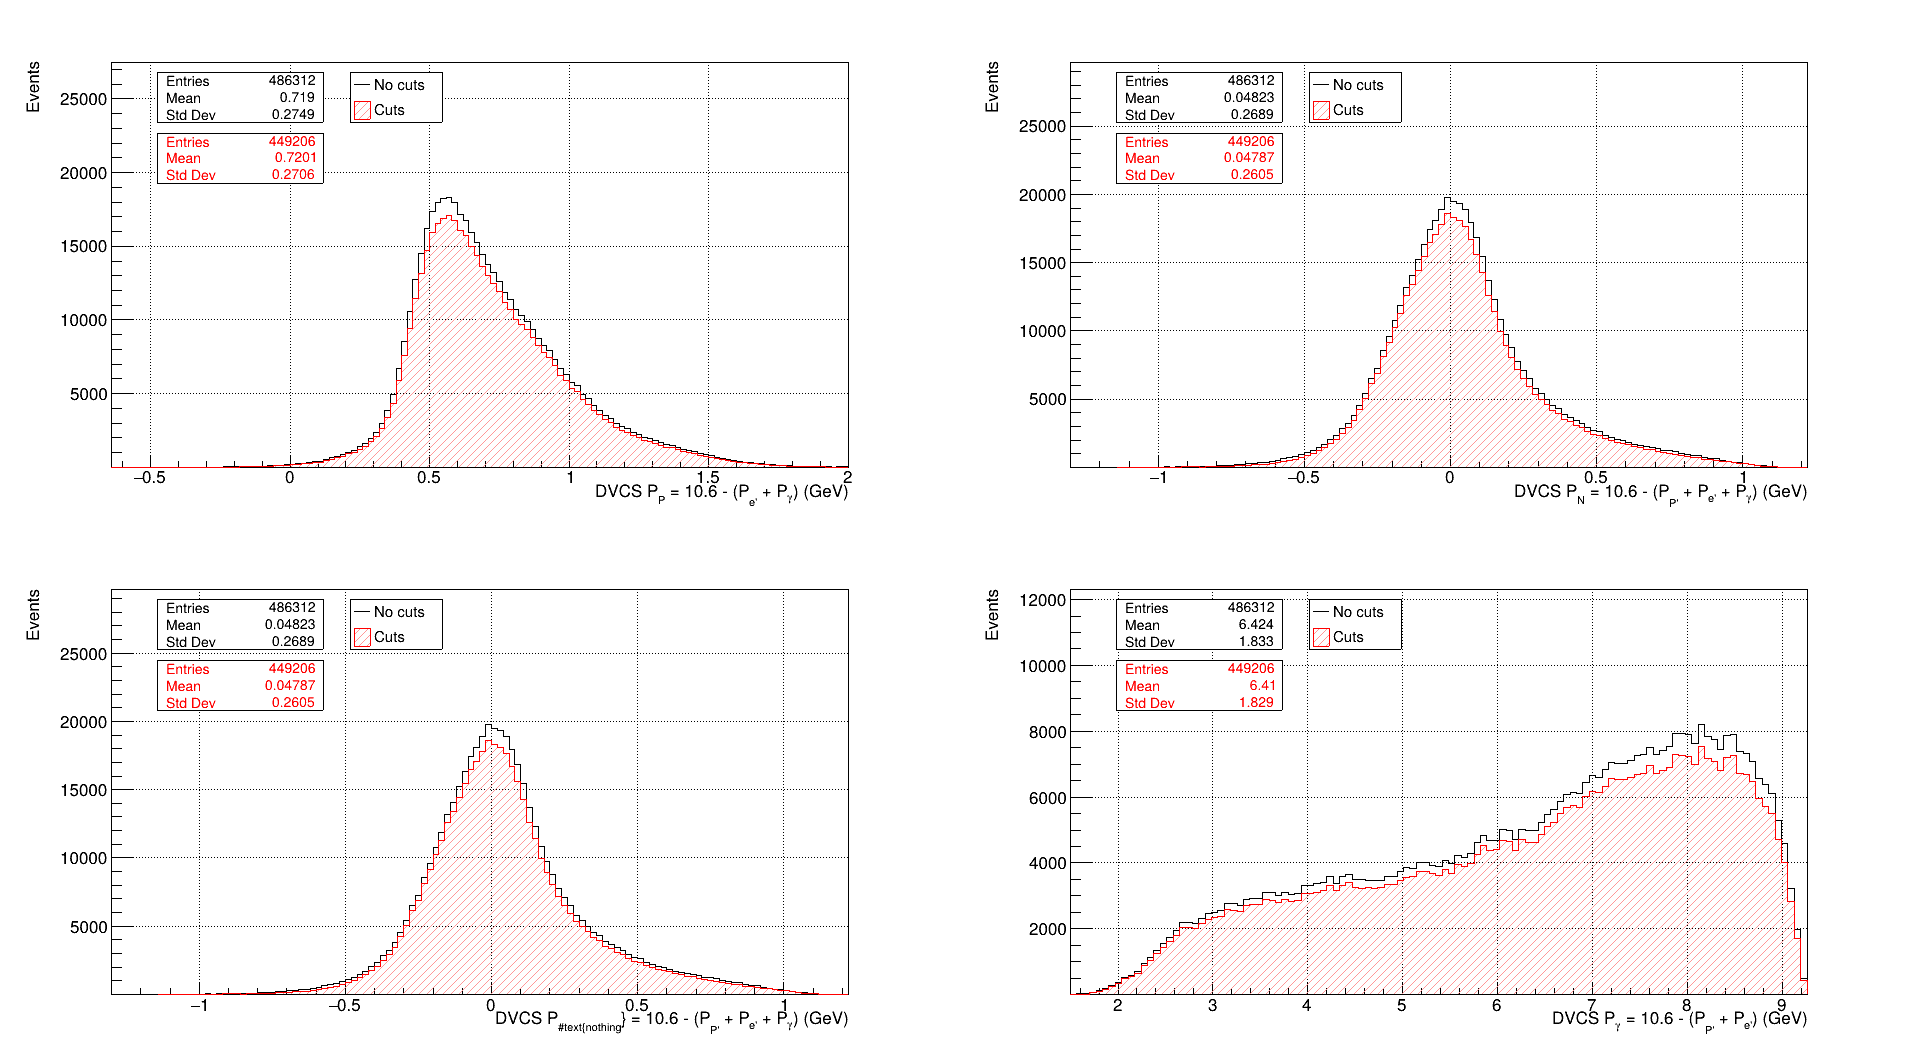 Events
25000
20000
15000
10000
5000
Entries 486312
Mean 0.719
Std Dev 0.2749
Entries 449206
Mean 0.7201
Std Dev 0.2706
No cuts
Cuts
−0.5 0 0.5 1 1.5 2
DVCS P_P = 10.6 - (P_e' + P_γ) (GeV)
Events
25000
20000
15000
10000
5000
Entries 486312
Mean 0.04823
Std Dev 0.2689
Entries 449206
Mean 0.04787
Std Dev 0.2605
No cuts
Cuts
−1 −0.5 0 0.5 1
DVCS P_N = 10.6 - (P_P' + P_e' + P_γ) (GeV)
Events
25000
20000
15000
10000
5000
Entries 486312
Mean 0.04823
Std Dev 0.2689
Entries 449206
Mean 0.04787
Std Dev 0.2605
No cuts
Cuts
−1 −0.5 0 0.5 1
DVCS P_#text{nothing} = 10.6 - (P_P' + P_e' + P_γ) (GeV)
Events
12000
10000
8000
6000
4000
2000
Entries 486312
Mean 6.424
Std Dev 1.833
Entries 449206
Mean 6.41
Std Dev 1.829
No cuts
Cuts
2 3 4 5 6 7 8 9
DVCS P_γ = 10.6 - (P_P' + P_e') (GeV)